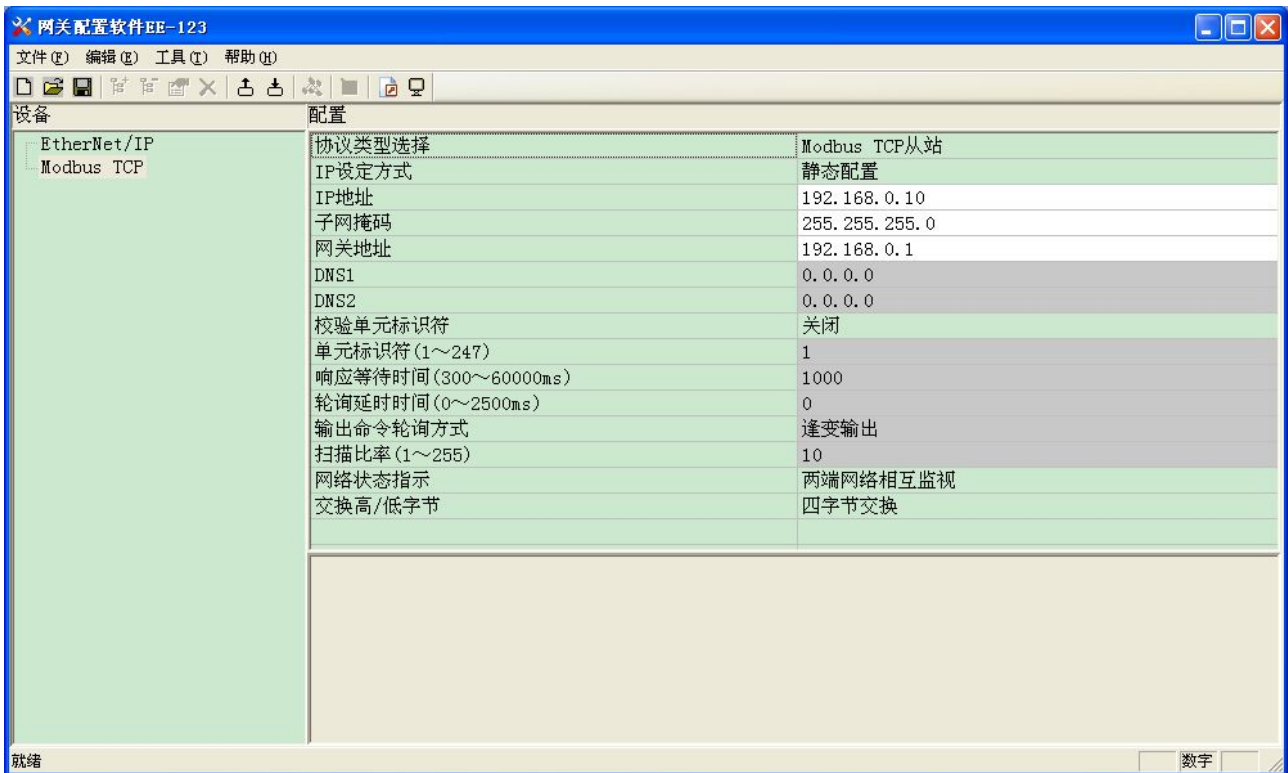 网关配置软件EE-123
文件(F) 编辑(E) 工具(T) 帮助(H)
设备 配置
EtherNet/IP
Modbus TCP
协议类型选择 Modbus TCP从站
IP设定方式 静态配置
IP地址 192.168.0.10
子网掩码 255.255.255.0
网关地址 192.168.0.1
DNS1 0.0.0.0
DNS2 0.0.0.0
校验单元标识符 关闭
单元标识符(1～247) 1
响应等待时间(300～60000ms) 1000
轮询延时时间(0～2500ms) 0
输出命令轮询方式 逢变输出
扫描比率(1～255) 10
网络状态指示 两端网络相互监视
交换高/低字节 四字节交换
就绪 数字